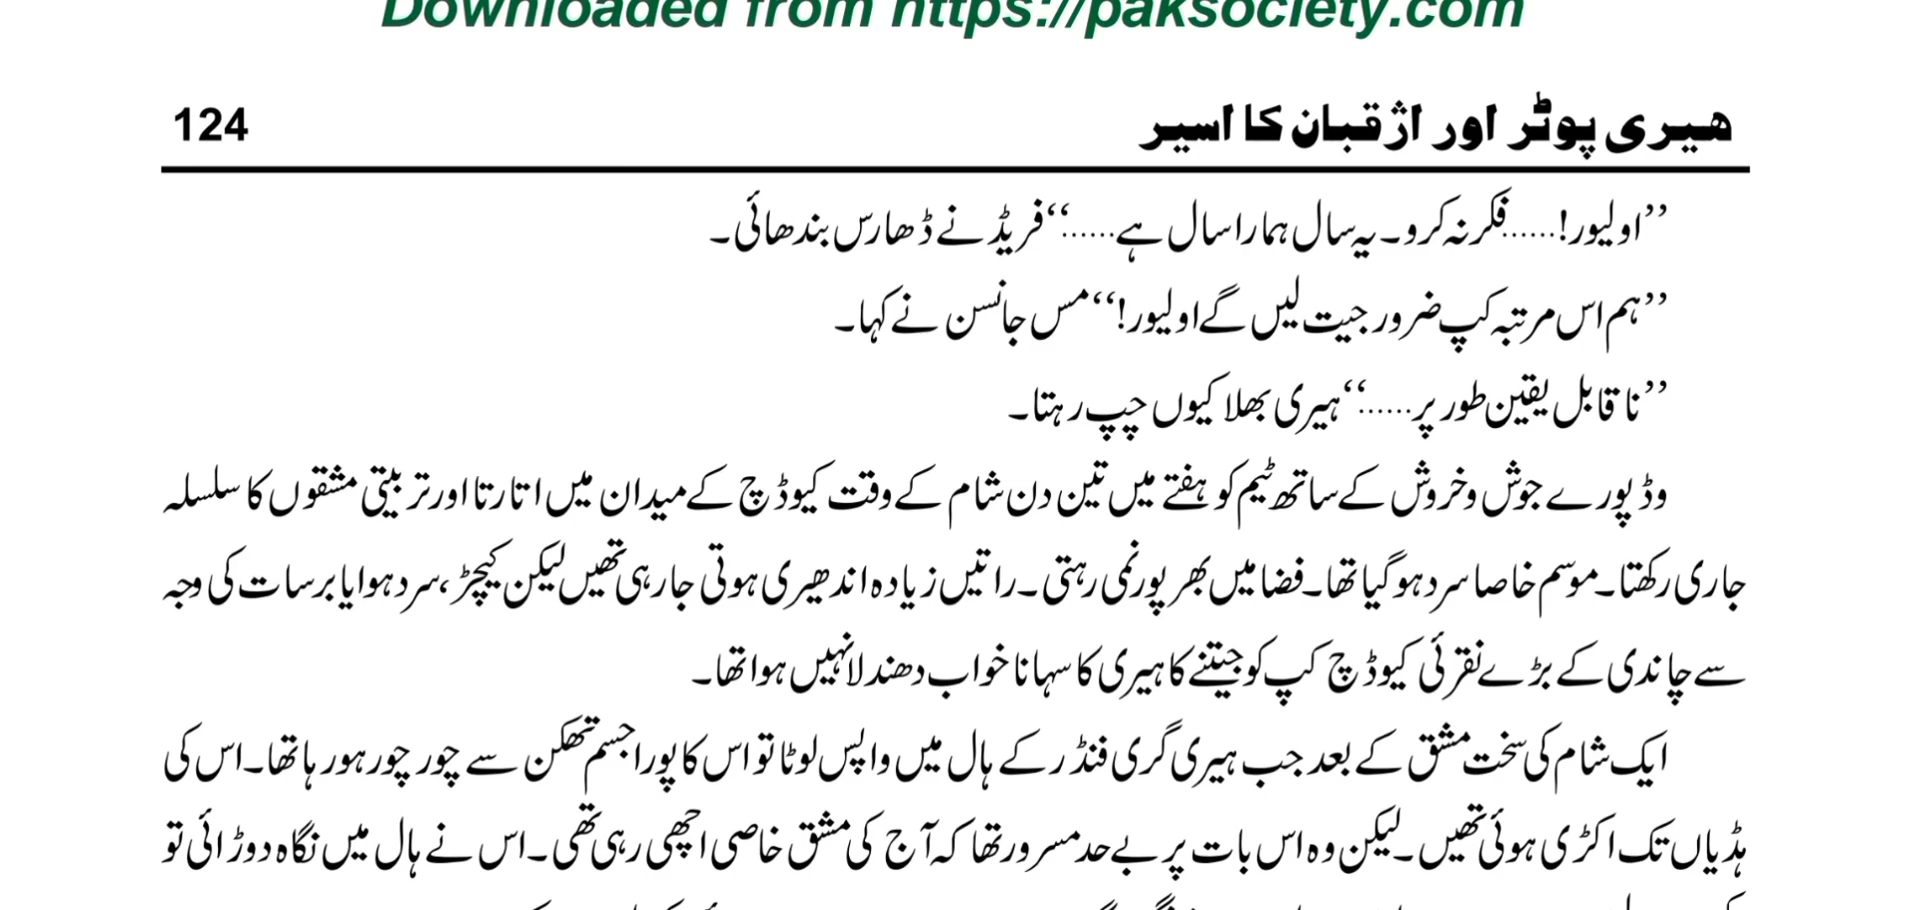 Downloaded from https://paksociety.com
ہیری پوٹر اور اژقبان کا اسیر 124
’’اولیور!......فکر نہ کرو۔ یہ سال ہمارا سال ہے......‘‘ فریڈ نے ڈھارس بندھائی۔
’’ہم اس مرتبہ کپ ضرور جیت لیں گے اولیور!‘‘ مس جانسن نے کہا۔
’’ناقابل یقین طور پر......‘‘ ہیری بھلا کیوں چپ رہتا۔
وڈ پورے جوش و خروش کے ساتھ ٹیم کو ہفتے میں تین دن شام کے وقت کیوڈچ کے میدان میں اتارتا اور تربیتی مشقوں کا سلسلہ
جاری رکھتا۔ موسم خاصا سرد ہو گیا تھا۔ فضا میں بھرپور نمی رہتی۔ راتیں زیادہ اندھیری ہوتی جا رہی تھیں لیکن کیچڑ، سرد ہوا یا برسات کی وجہ
سے چاندی کے بڑے نقرئی کیوڈچ کپ کو جیتنے کا ہیری کا سہانا خواب دھندلا نہیں ہوا تھا۔
ایک شام کی سخت مشق کے بعد جب ہیری گری فنڈر کے ہال میں واپس لوٹا تو اس کا پورا جسم تھکن سے چور چور ہو رہا تھا۔ اس کی
ہڈیاں تک اکڑی ہوئی تھیں۔ لیکن وہ اس بات پر بے حد مسرور تھا کہ آج کی مشق خاصی اچھی رہی تھی۔ اس نے ہال میں نگاہ دوڑائی تو